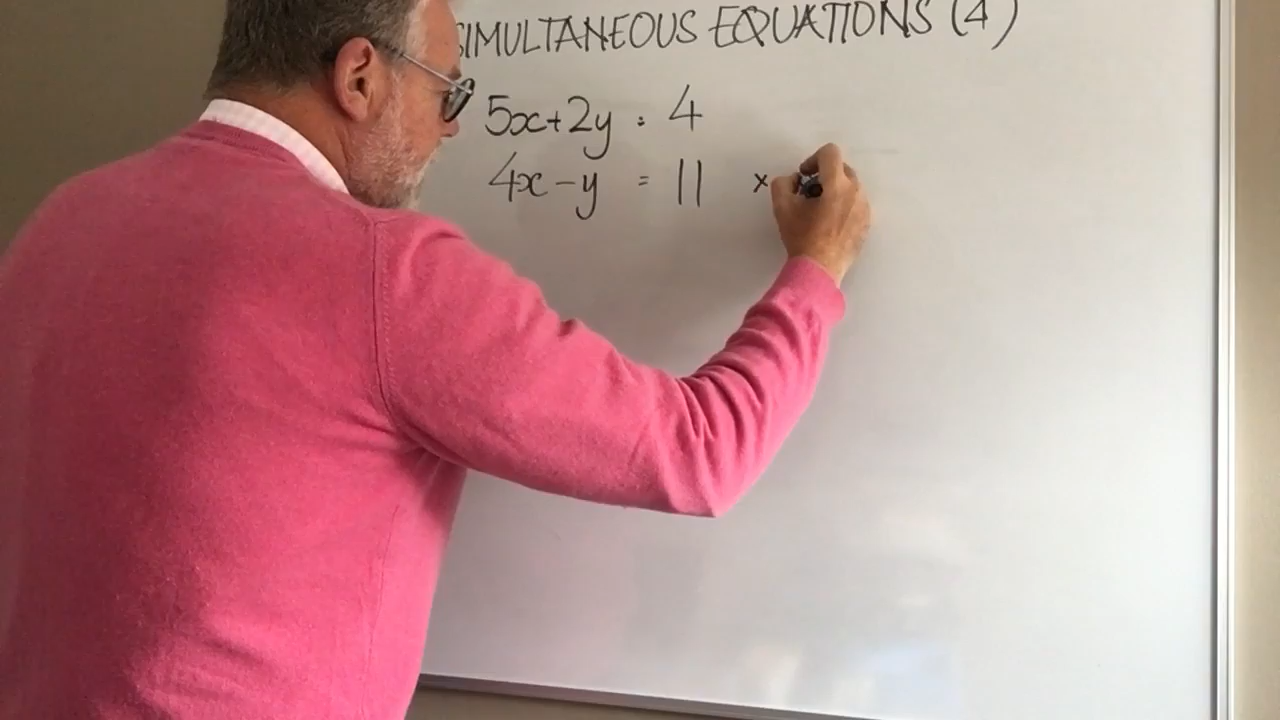 SIMULTANEOUS EQUATIONS (4)
5x+2y = 4
4x-y = 11 ×